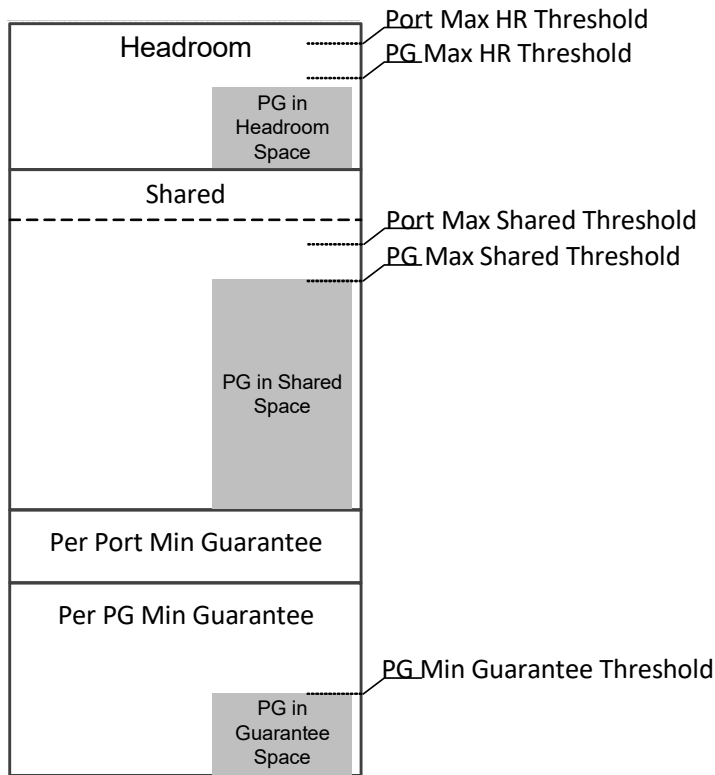 Port Max HR Threshold
Headroom
PG Max HR Threshold
PG in
Headroom
Space
Shared
Port Max Shared Threshold
PG Max Shared Threshold
PG in Shared
Space
Per Port Min Guarantee
Per PG Min Guarantee
PG Min Guarantee Threshold
PG in
Guarantee
Space